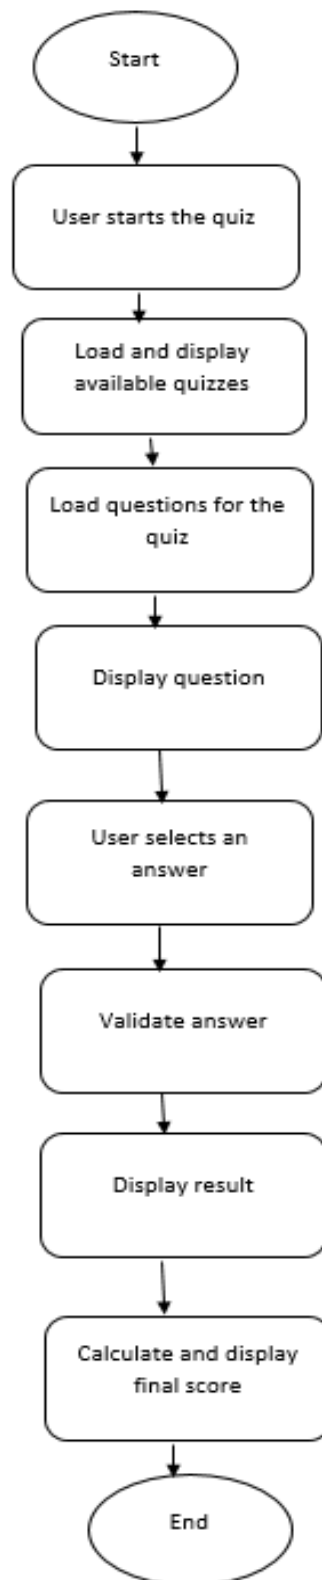 Start
User starts the quiz
Load and display
available quizzes
Load questions for the
quiz
Display question
User selects an
answer
Validate answer
Display result
Calculate and display
final score
End